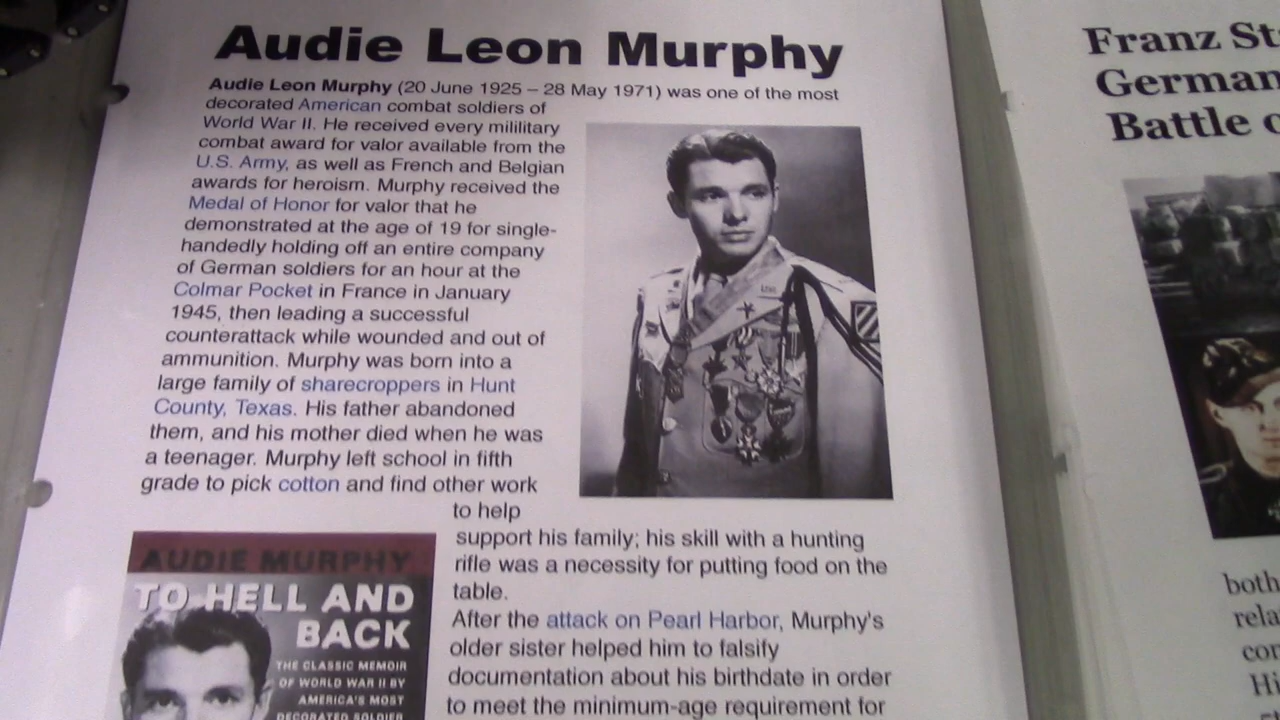 Audie Leon Murphy
Audie Leon Murphy (20 June 1925 – 28 May 1971) was one of the most
decorated American combat soldiers of
World War II. He received every mililitary
combat award for valor available from the
U.S. Army, as well as French and Belgian
awards for heroism. Murphy received the
Medal of Honor for valor that he
demonstrated at the age of 19 for single-
handedly holding off an entire company
of German soldiers for an hour at the
Colmar Pocket in France in January
1945, then leading a successful
counterattack while wounded and out of
ammunition. Murphy was born into a
large family of sharecroppers in Hunt
County, Texas. His father abandoned
them, and his mother died when he was
a teenager. Murphy left school in fifth
grade to pick cotton and find other work
to help
support his family; his skill with a hunting
rifle was a necessity for putting food on the
table.
After the attack on Pearl Harbor, Murphy's
older sister helped him to falsify
documentation about his birthdate in order
to meet the minimum-age requirement for
AUDIE MURPHY
TO HELL AND
BACK
THE CLASSIC MEMOIR
OF WORLD WAR II BY
AMERICA'S MOST
DECORATED SOLDIER
Franz
German
Battle
both